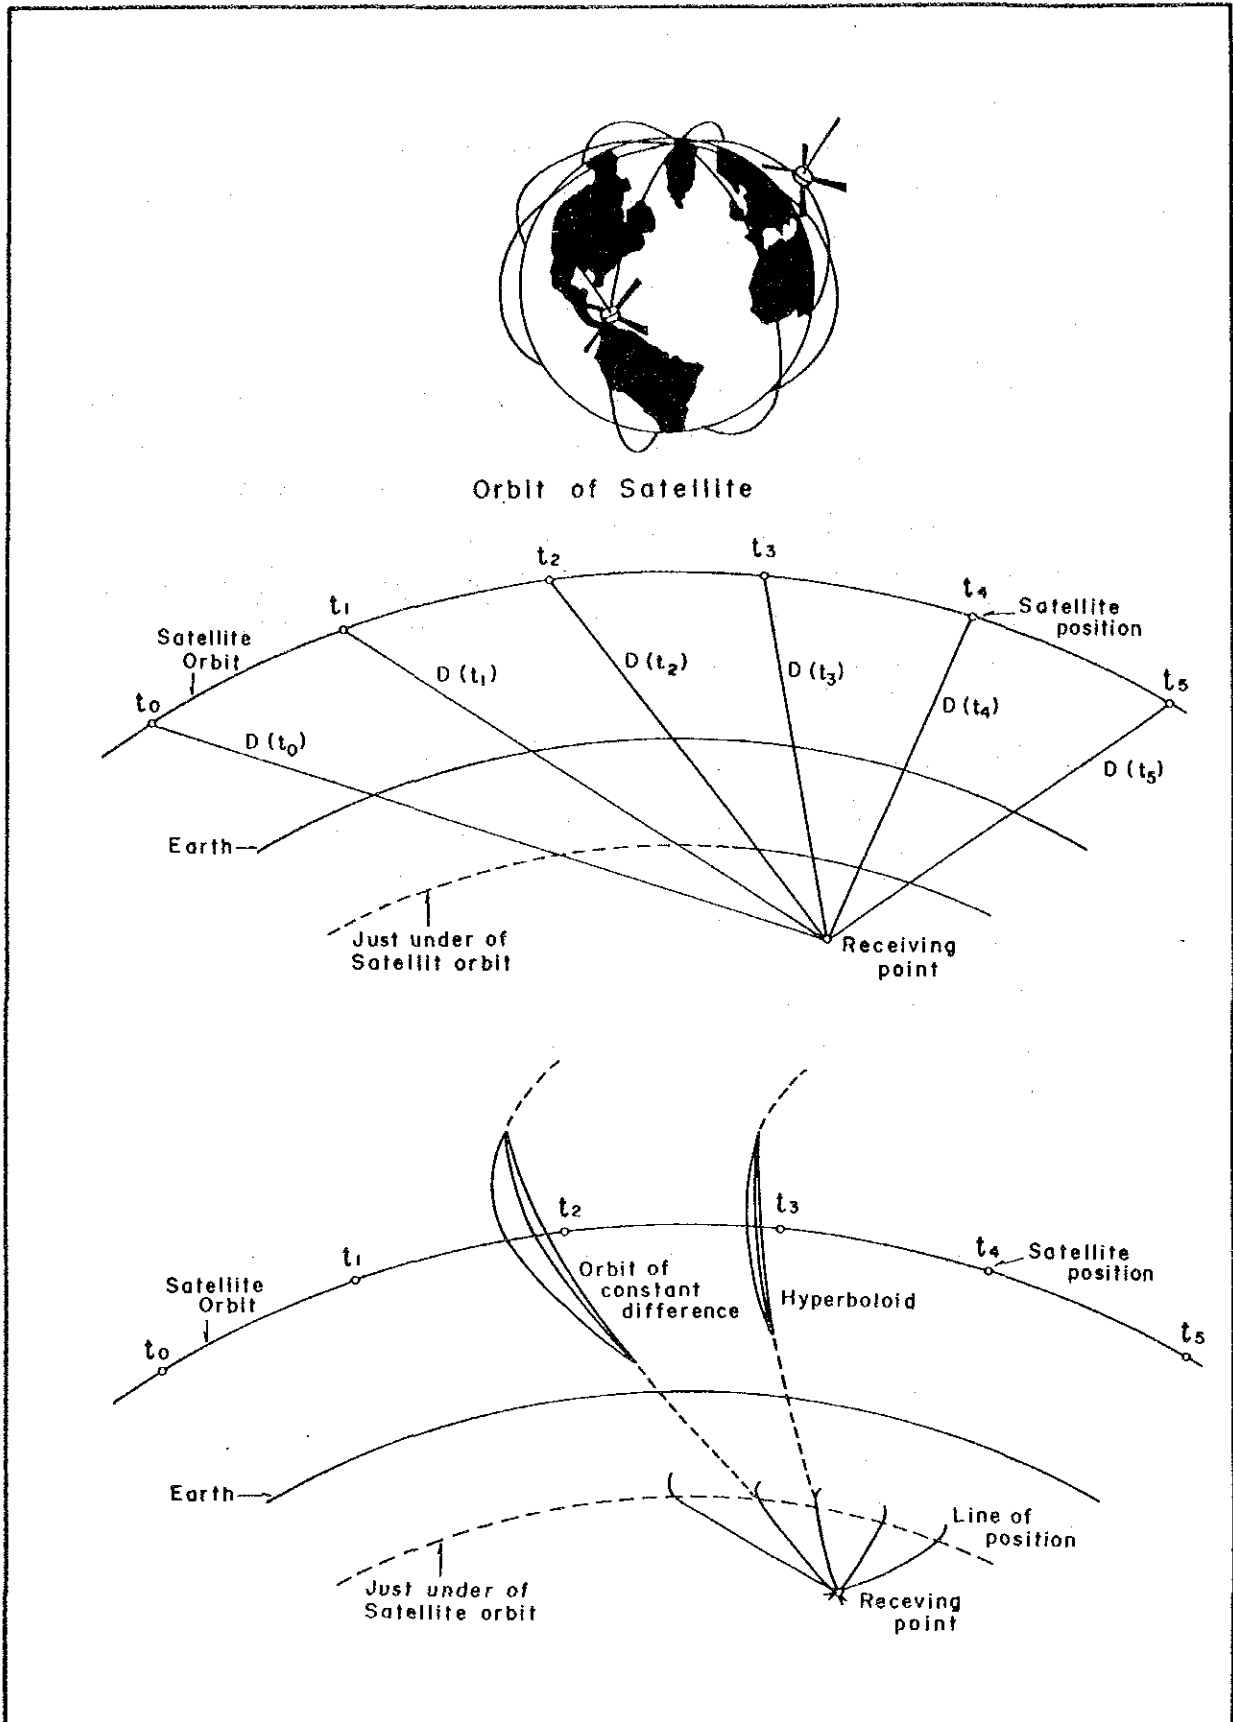 Orbit of Satellite
t0
t1
t2
t3
t4
t5
Satellite
Orbit
Satellite
position
D(t0)
D(t1)
D(t2)
D(t3)
D(t4)
D(t5)
Earth
Just under of
Satellit orbit
Receiving
point
t0
t1
t2
t3
t4
t5
Satellite
Orbit
Orbit of
constant
difference
Hyperboloid
Satellite
position
Earth
Line of
position
Just under of
Satellite orbit
Receving
point